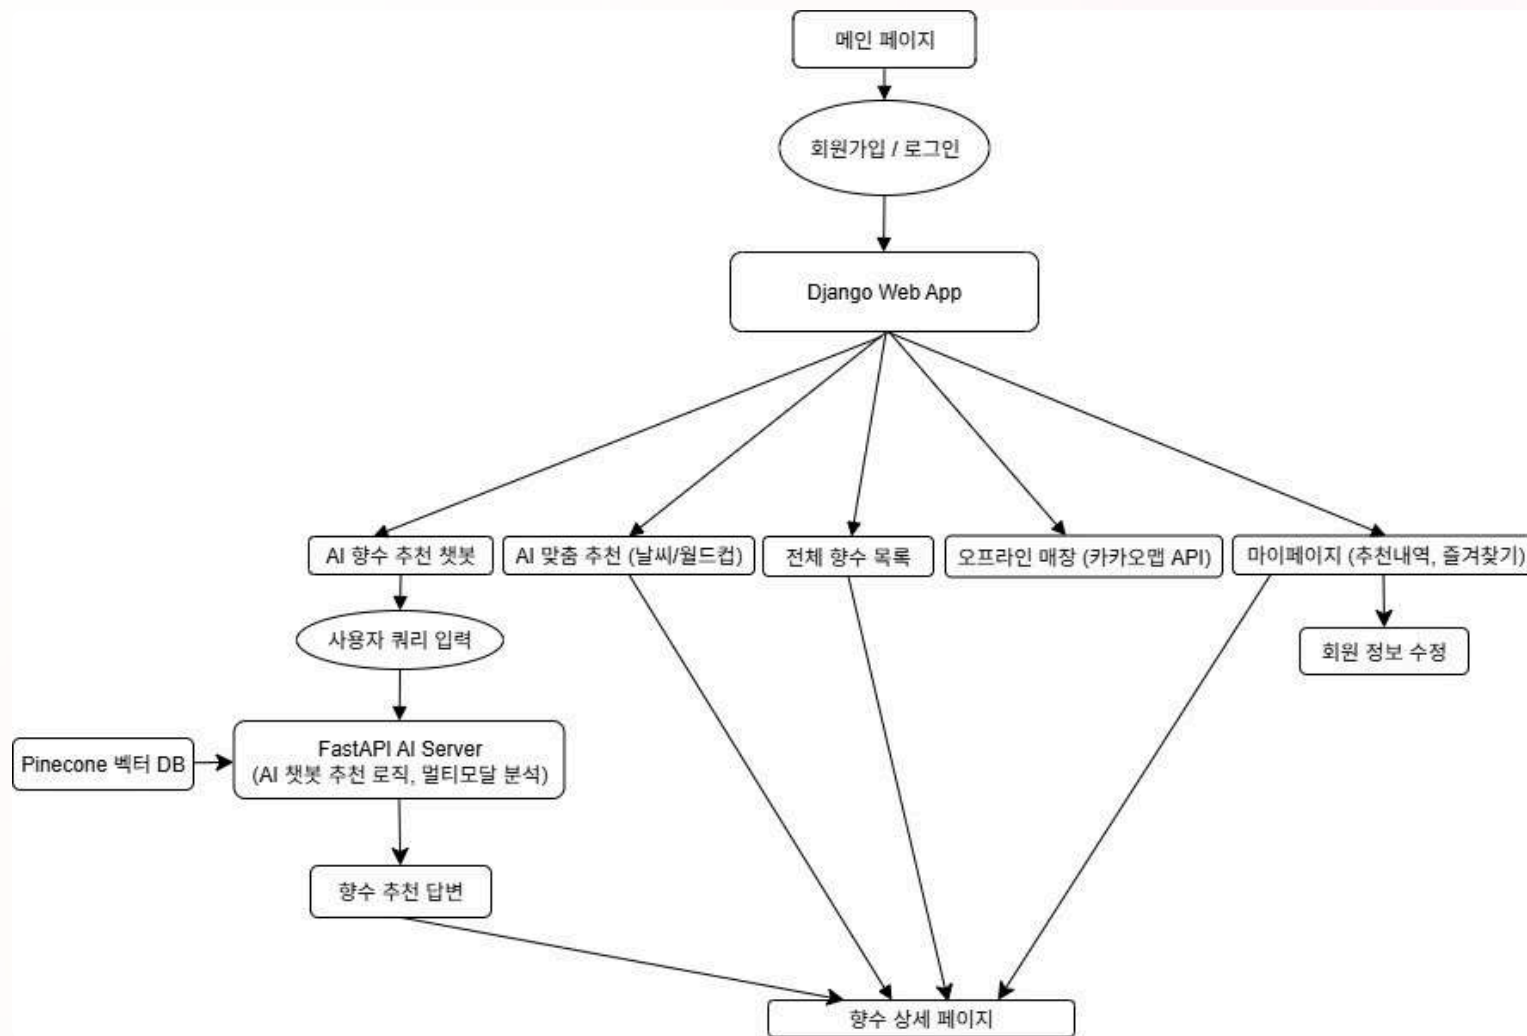 메인 페이지
회원가입 / 로그인
Django Web App
AI 향수 추천 챗봇
AI 맞춤 추천 (날씨/월드컵)
전체 향수 목록
오프라인 매장 (카카오맵 API)
마이페이지 (추천내역, 즐겨찾기)
사용자 쿼리 입력
회원 정보 수정
Pinecone 벡터 DB
FastAPI AI Server
(AI 챗봇 추천 로직, 멀티모달 분석)
향수 추천 답변
향수 상세 페이지